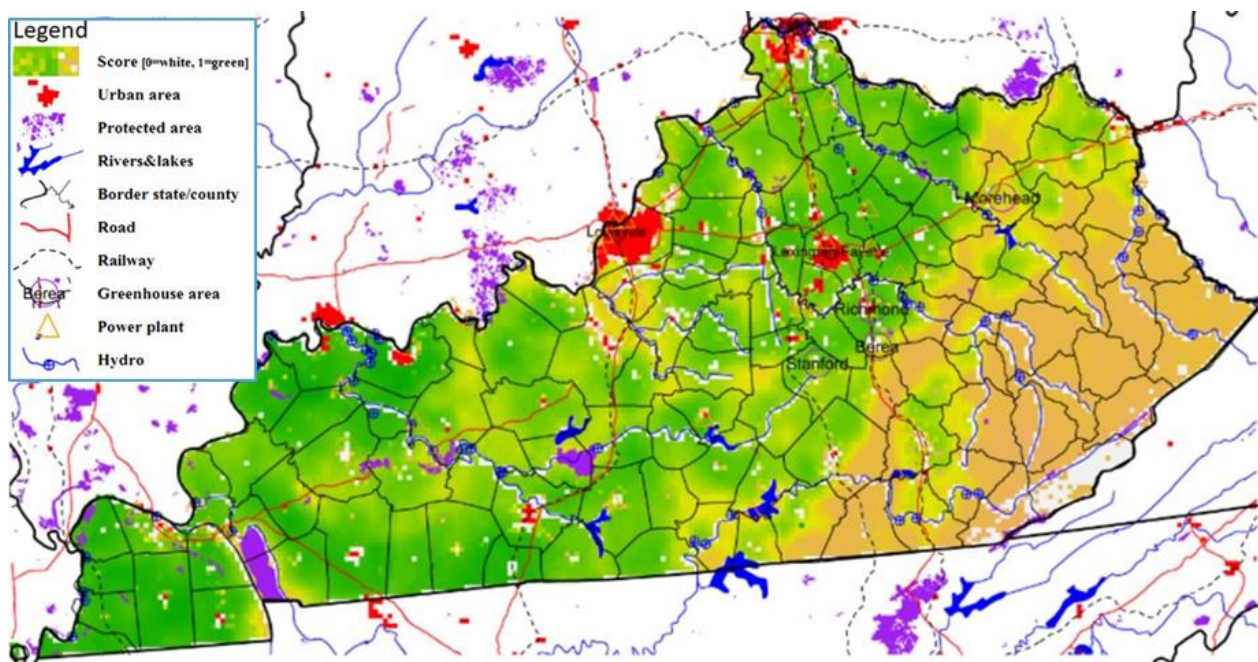 Legend
Score [0=white, 1=green]
Urban area
Protected area
Rivers&lakes
Border state/county
Road
Railway
Berea
Greenhouse area
Power plant
Hydro
Morehead
Richmond
Berea
Stanford